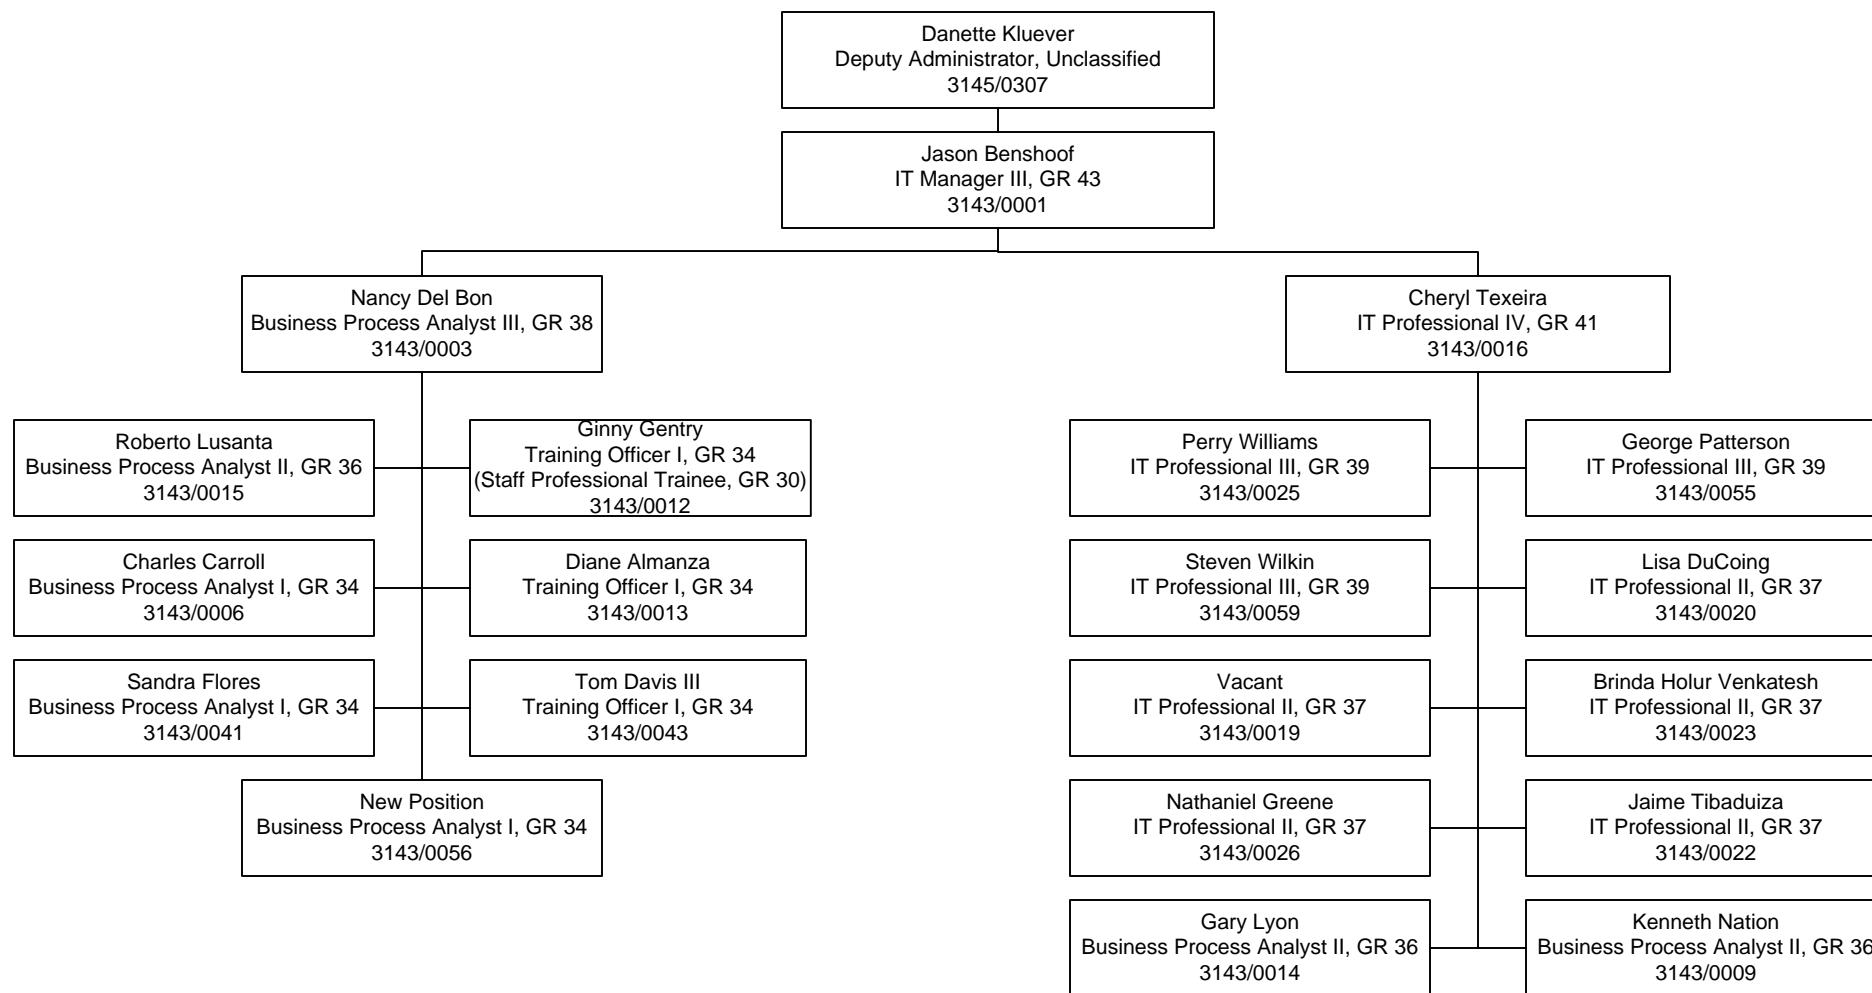 Danette Kluever
Deputy Administrator, Unclassified
3145/0307
Jason Benshoof
IT Manager III, GR 43
3143/0001
Nancy Del Bon
Business Process Analyst III, GR 38
3143/0003
Cheryl Texeira
IT Professional IV, GR 41
3143/0016
Roberto Lusanta
Business Process Analyst II, GR 36
3143/0015
Ginny Gentry
Training Officer I, GR 34
(Staff Professional Trainee, GR 30)
3143/0012
Perry Williams
IT Professional III, GR 39
3143/0025
George Patterson
IT Professional III, GR 39
3143/0055
Charles Carroll
Business Process Analyst I, GR 34
3143/0006
Diane Almanza
Training Officer I, GR 34
3143/0013
Steven Wilkin
IT Professional III, GR 39
3143/0059
Lisa DuCoing
IT Professional II, GR 37
3143/0020
Sandra Flores
Business Process Analyst I, GR 34
3143/0041
Tom Davis III
Training Officer I, GR 34
3143/0043
Vacant
IT Professional II, GR 37
3143/0019
Brinda Holur Venkatesh
IT Professional II, GR 37
3143/0023
New Position
Business Process Analyst I, GR 34
3143/0056
Nathaniel Greene
IT Professional II, GR 37
3143/0026
Jaime Tibaduiza
IT Professional II, GR 37
3143/0022
Gary Lyon
Business Process Analyst II, GR 36
3143/0014
Kenneth Nation
Business Process Analyst II, GR 36
3143/0009